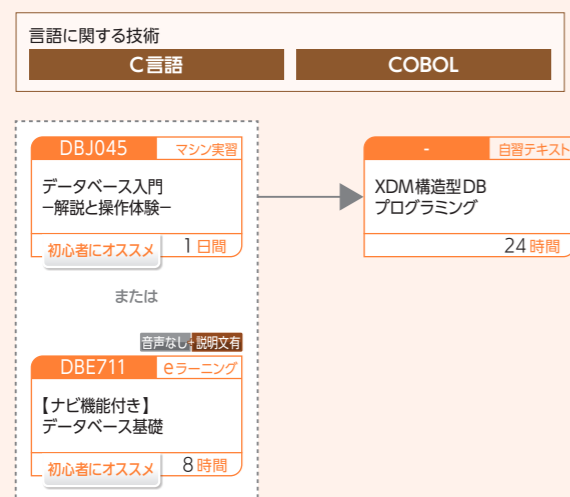 言語に関する技術
C言語
COBOL
DBJ045 マシン実習
データベース入門
－解説と操作体験－
初心者にオススメ 1日間
- 自習テキスト
XDM構造型DB
プログラミング
24時間
または
音声なし・説明文有
DBE711 eラーニング
【ナビ機能付き】
データベース基礎
初心者にオススメ 8時間